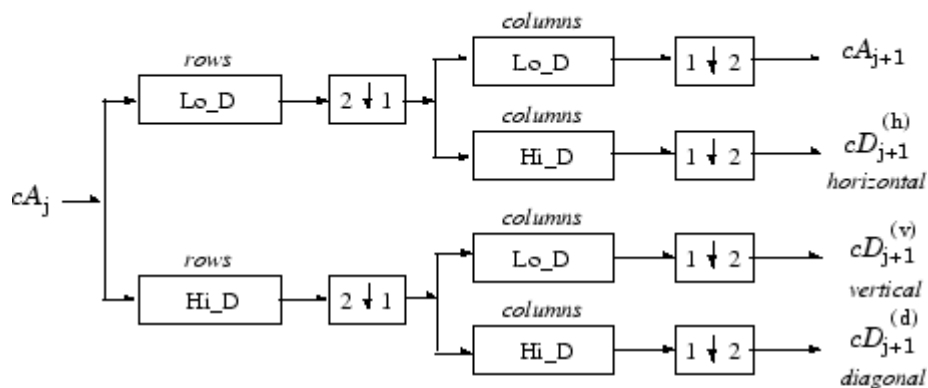 columns
rows
Lo_D
1 ↓ 2
cA_{j+1}
Lo_D
2 ↓ 1
columns
Hi_D
1 ↓ 2
cD_{j+1}^{(h)}
horizontal
cA_j
columns
rows
Lo_D
1 ↓ 2
cD_{j+1}^{(v)}
vertical
Hi_D
2 ↓ 1
columns
Hi_D
1 ↓ 2
cD_{j+1}^{(d)}
diagonal